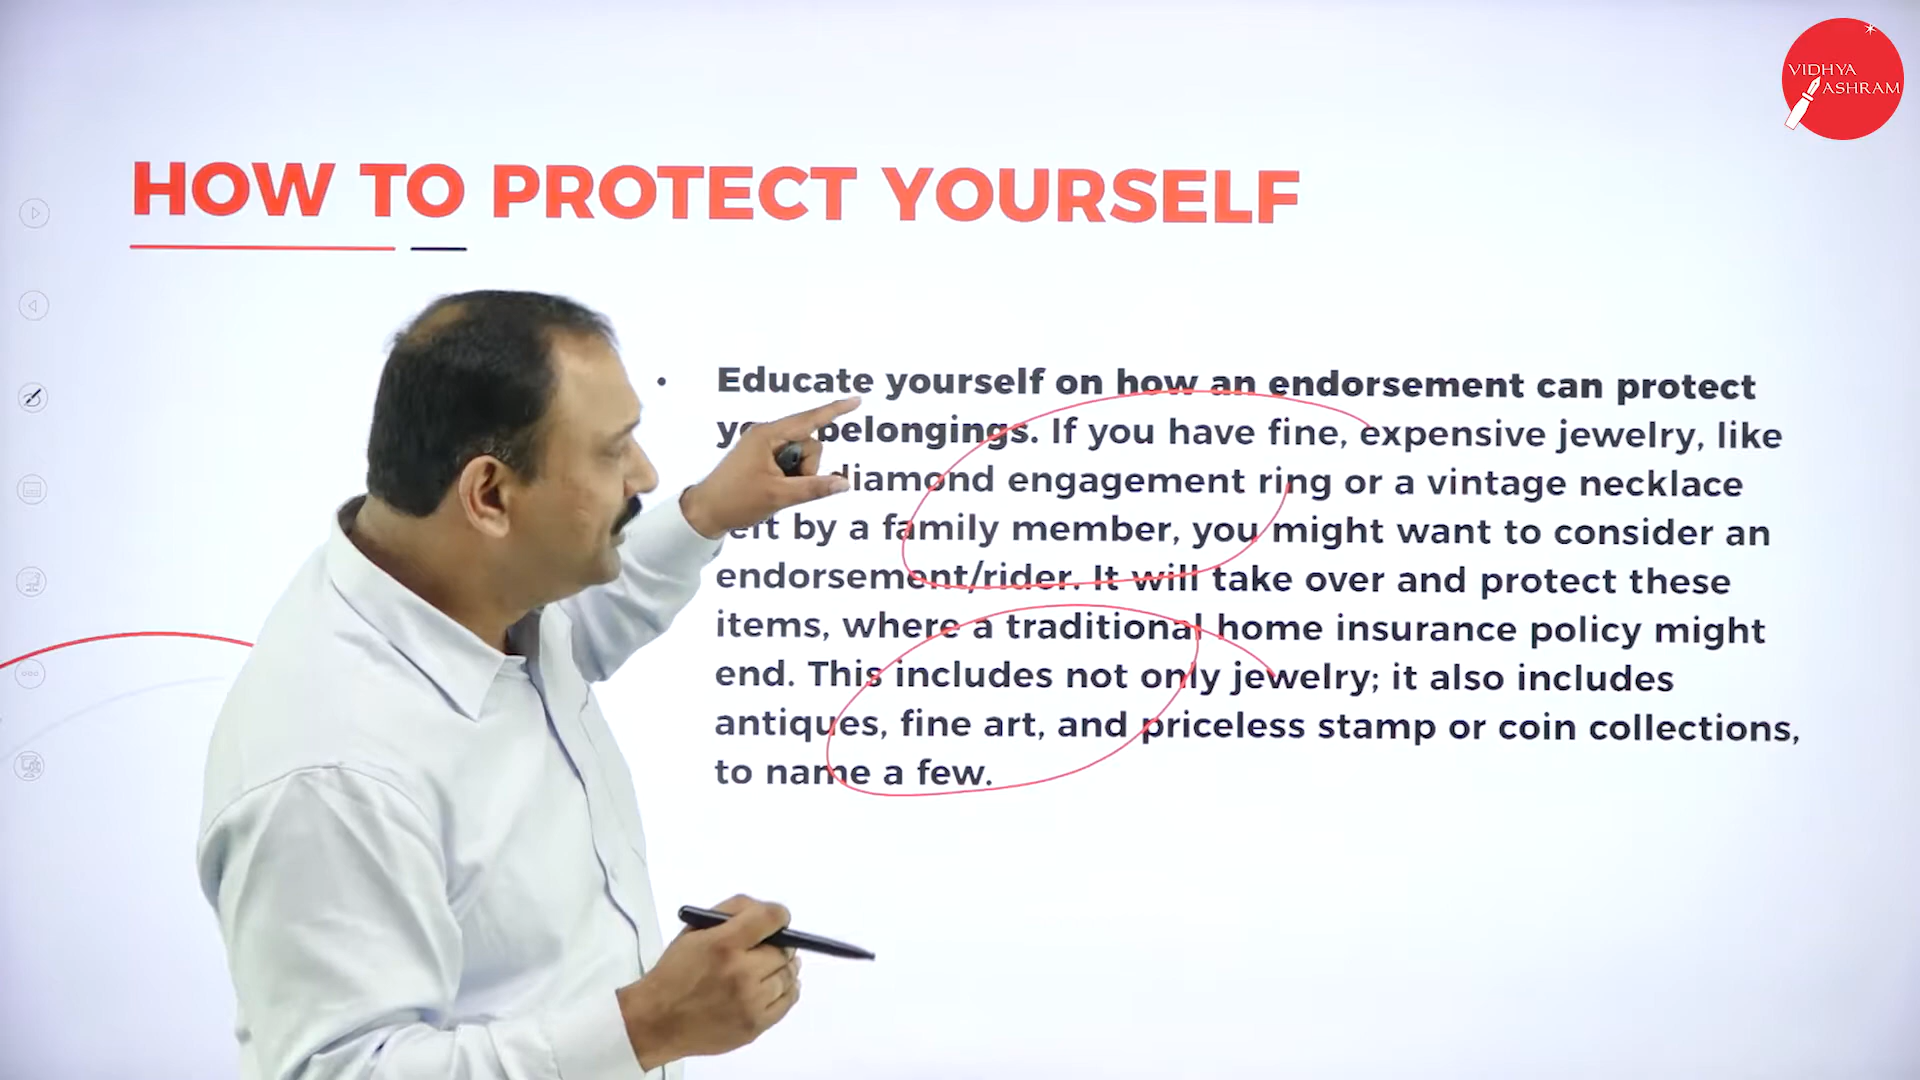 VIDHYA
ASHRAM
HOW TO PROTECT YOURSELF
• Educate yourself on how an endorsement can protect
belongings. If you have fine, expensive jewelry, like
diamond engagement ring or a vintage necklace
by a family member, you might want to consider an
endorsement/rider. It will take over and protect these
items, where a traditional home insurance policy might
end. This includes not only jewelry; it also includes
antiques, fine art, and priceless stamp or coin collections,
to name a few.